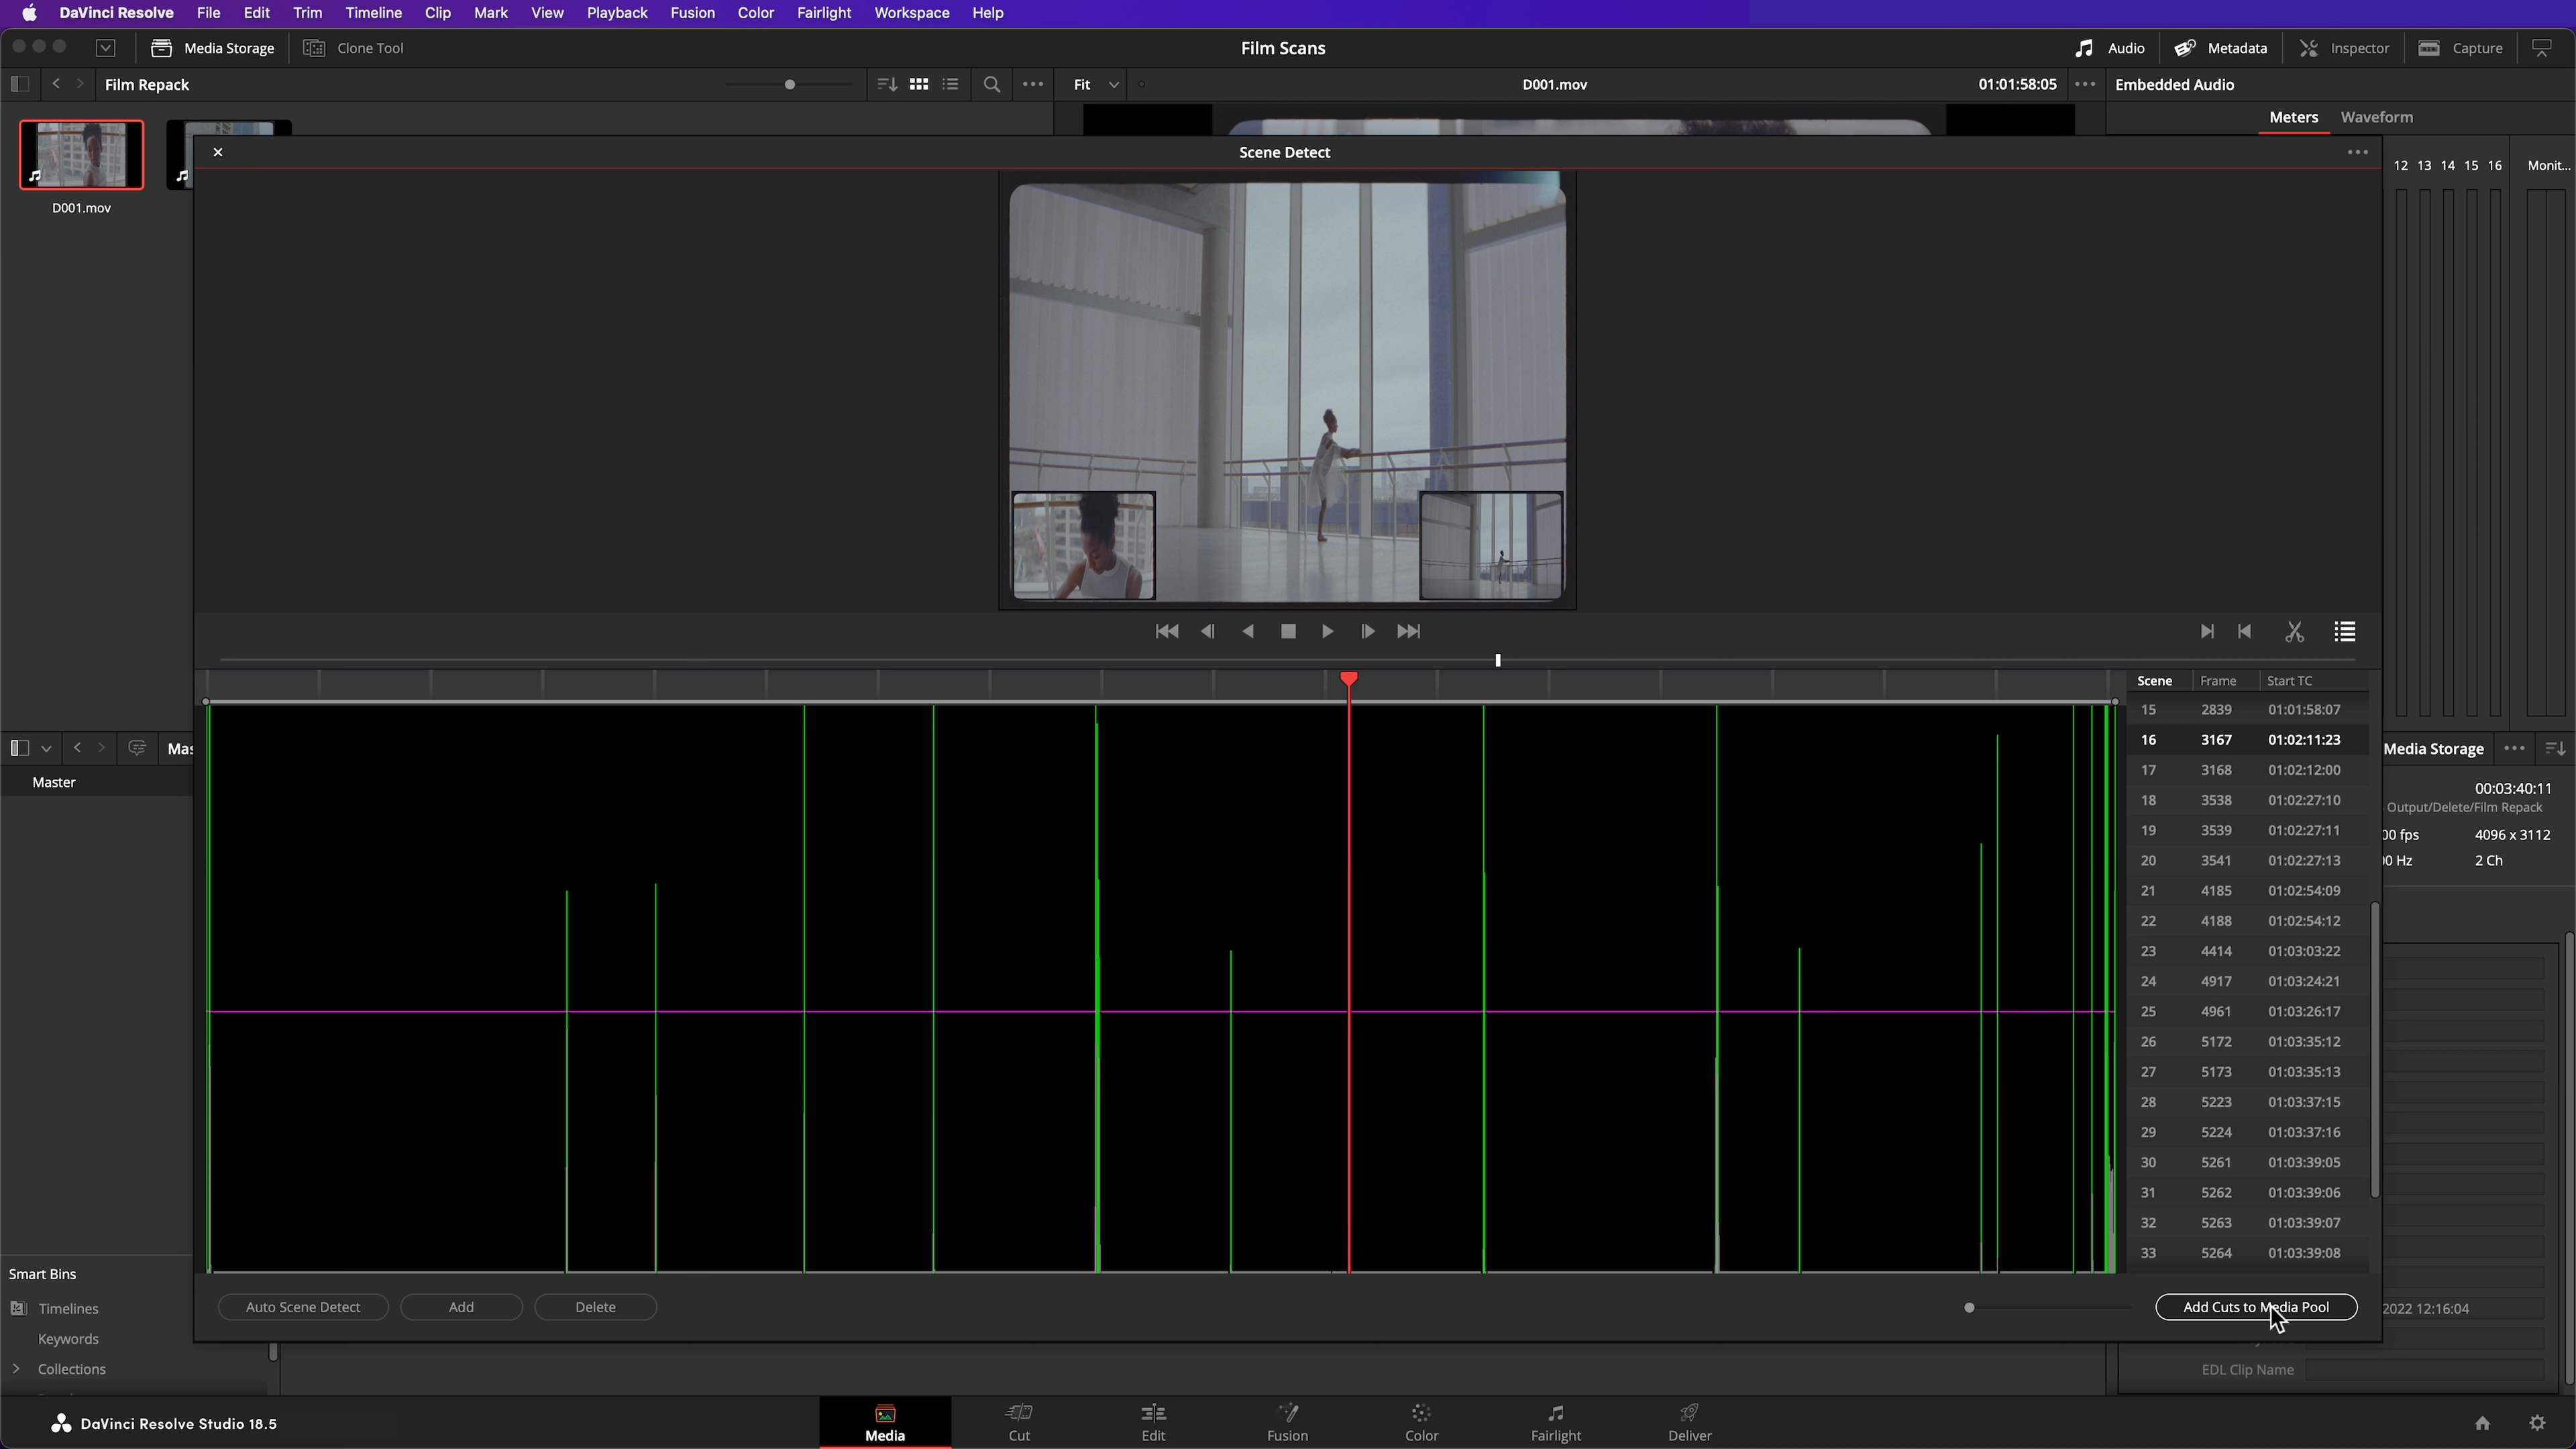 DaVinci Resolve File Edit Trim Timeline Clip Mark View Playback Fusion Color Fairlight Workspace Help
Media Storage Clone Tool Film Scans Audio Metadata Inspector Capture
Film Repack Fit D001.mov 01:01:58:05 Embedded Audio
Meters Waveform
Scene Detect
12 13 14 15 16 Monit...
D001.mov
Scene Frame Start TC
15 2839 01:01:58:07
16 3167 01:02:11:23
17 3168 01:02:12:00
18 3538 01:02:27:10
19 3539 01:02:27:11
20 3541 01:02:27:13
21 4185 01:02:54:09
22 4188 01:02:54:12
23 4414 01:03:03:22
24 4917 01:03:24:21
25 4961 01:03:26:17
26 5172 01:03:35:12
27 5173 01:03:35:13
28 5223 01:03:37:15
29 5224 01:03:37:16
30 5261 01:03:39:05
31 5262 01:03:39:06
32 5263 01:03:39:07
33 5264 01:03:39:08
Mas
Master
Media Storage
00:03:40:11
Output/Delete/Film Repack
00 fps 4096 x 3112
00 Hz 2 Ch
Smart Bins
Timelines
Keywords
Collections
Auto Scene Detect Add Delete Add Cuts to Media Pool 2022 12:16:04
EDL Clip Name
DaVinci Resolve Studio 18.5
Media Cut Edit Fusion Color Fairlight Deliver